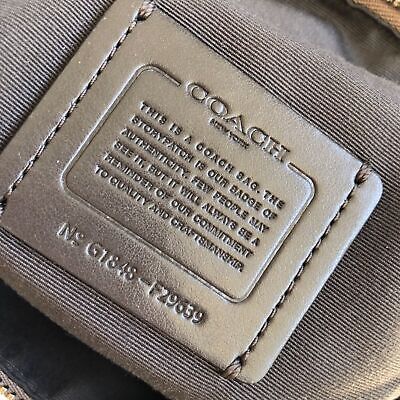 COACH
NEW YORK
THIS IS A COACH BAG. THE
STORYPATCH IS OUR BADGE OF
AUTHENTICITY. FEW PEOPLE MAY
SEE IT, BUT IT WILL ALWAYS BE A
REMINDER OF OUR COMMITMENT
TO QUALITY AND CRAFTSMANSHIP.
No G1848-F29639